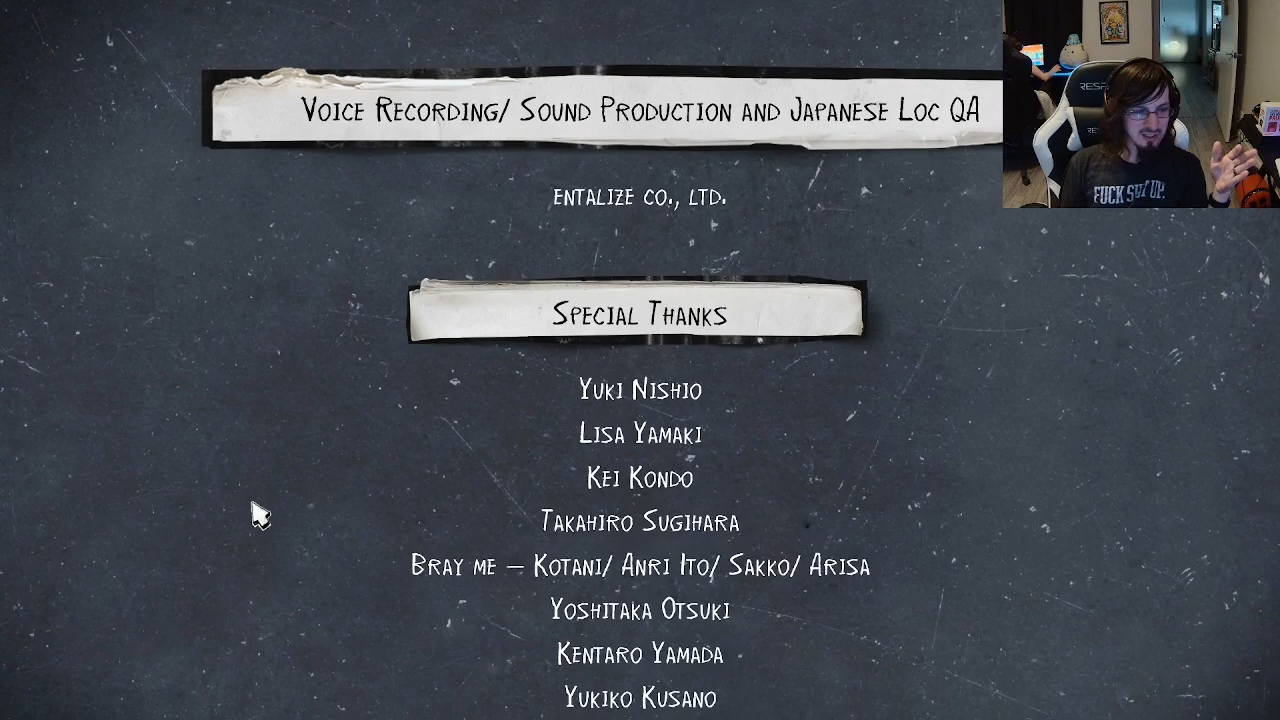 Voice Recording/ Sound Production and Japanese Loc QA
ENTALIZE CO., LTD.
Special Thanks
Yuki Nishio
Lisa Yamaki
Kei Kondo
Takahiro Sugihara
Bray me – Kotani/ Anri Ito/ Sakko/ Arisa
Yoshitaka Otsuki
Kentaro Yamada
Yukiko Kusano